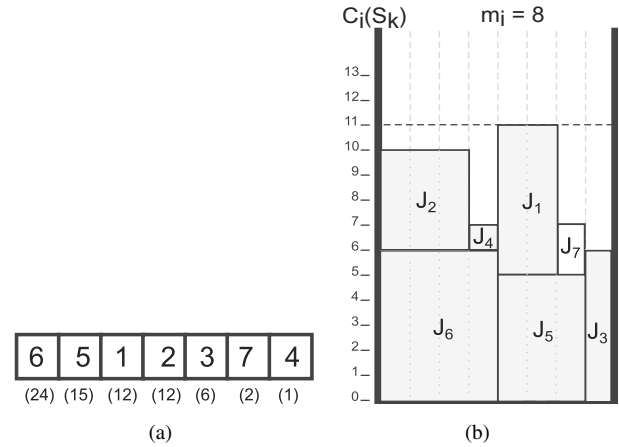 C_i(S_k) m_i = 8
13
12
11
10
9
8
7
6
5
4
3
2
1
0
J_2
J_1
J_4
J_7
J_6
J_5
J_3
6 5 1 2 3 7 4
(24) (15) (12) (12) (6) (2) (1)
(a) (b)